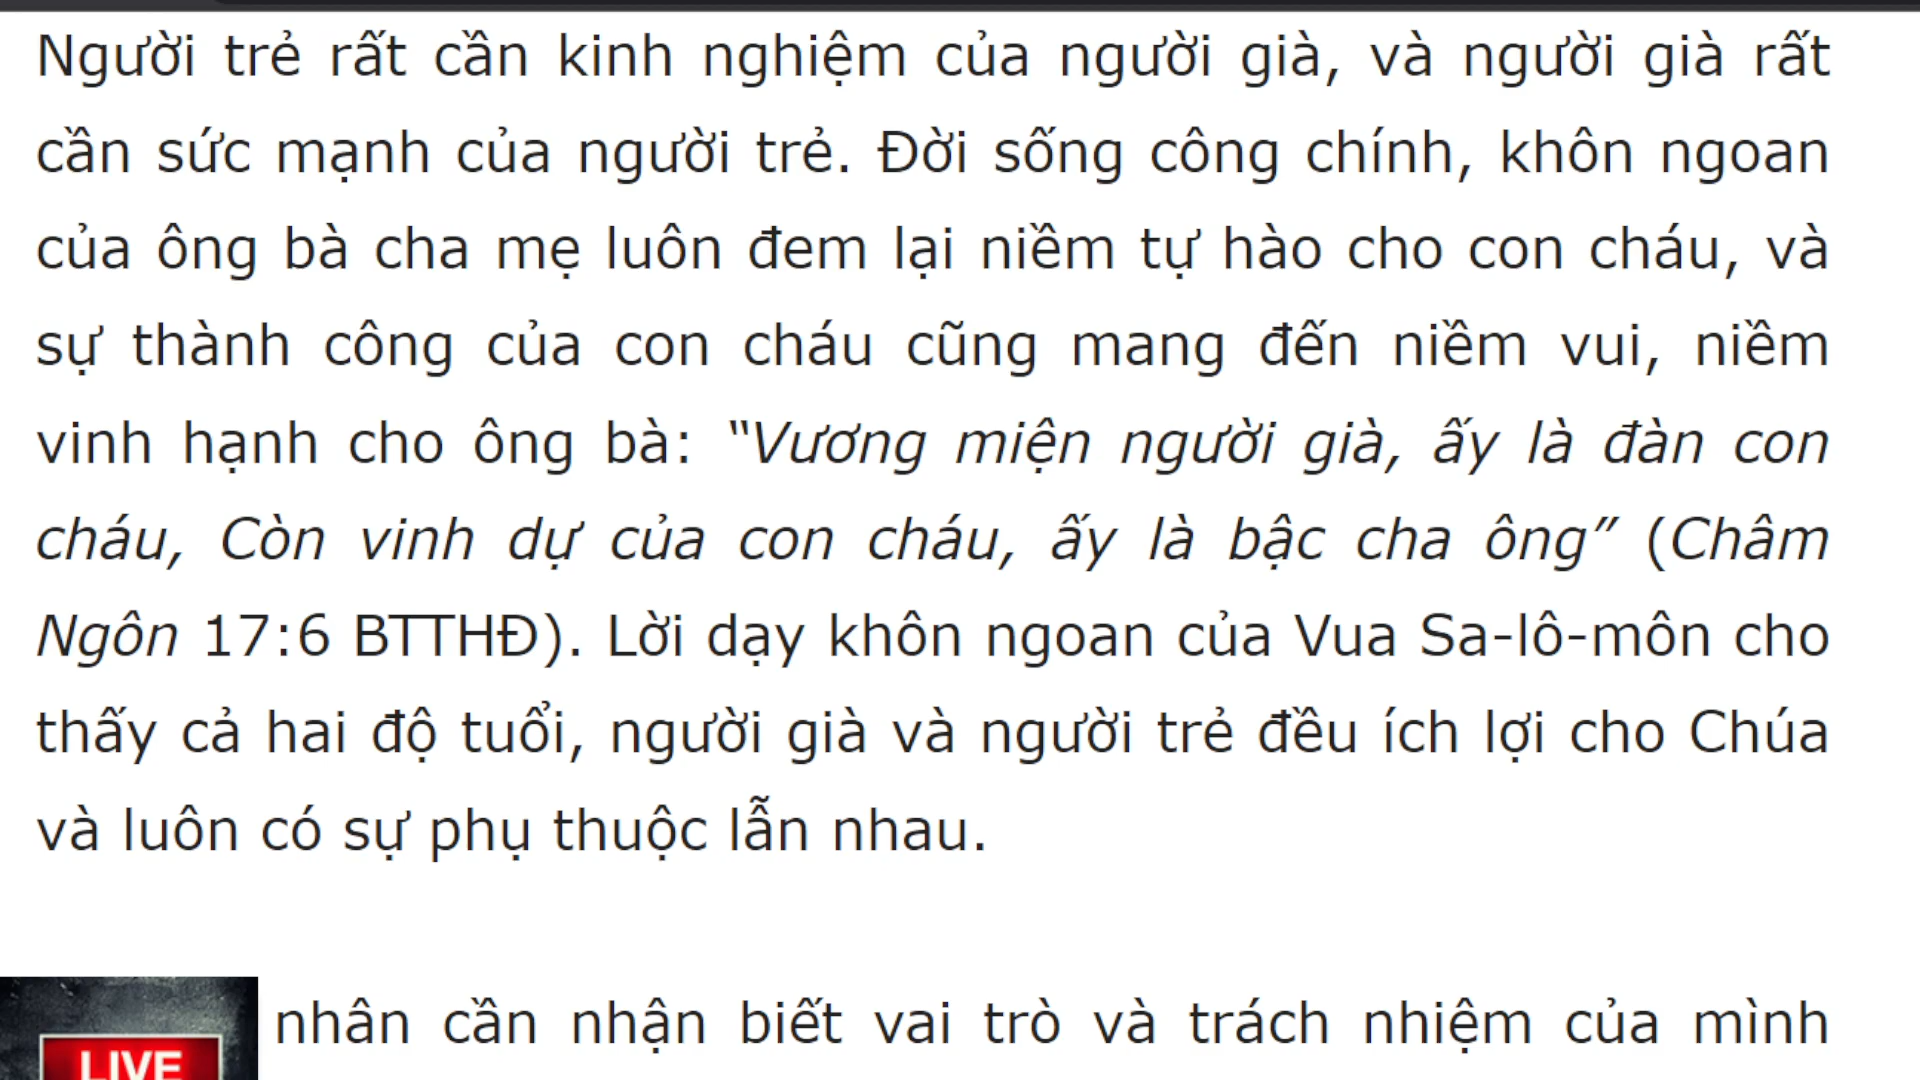 Người trẻ rất cần kinh nghiệm của người già, và người già rất
cần sức mạnh của người trẻ. Đời sống công chính, khôn ngoan
của ông bà cha mẹ luôn đem lại niềm tự hào cho con cháu, và
sự thành công của con cháu cũng mang đến niềm vui, niềm
vinh hạnh cho ông bà: “Vương miện người già, ấy là đàn con
cháu, Còn vinh dự của con cháu, ấy là bậc cha ông” (Châm
Ngôn 17:6 BTTHĐ). Lời dạy khôn ngoan của Vua Sa-lô-môn cho
thấy cả hai độ tuổi, người già và người trẻ đều ích lợi cho Chúa
và luôn có sự phụ thuộc lẫn nhau.
nhân cần nhận biết vai trò và trách nhiệm của mình
LIVE